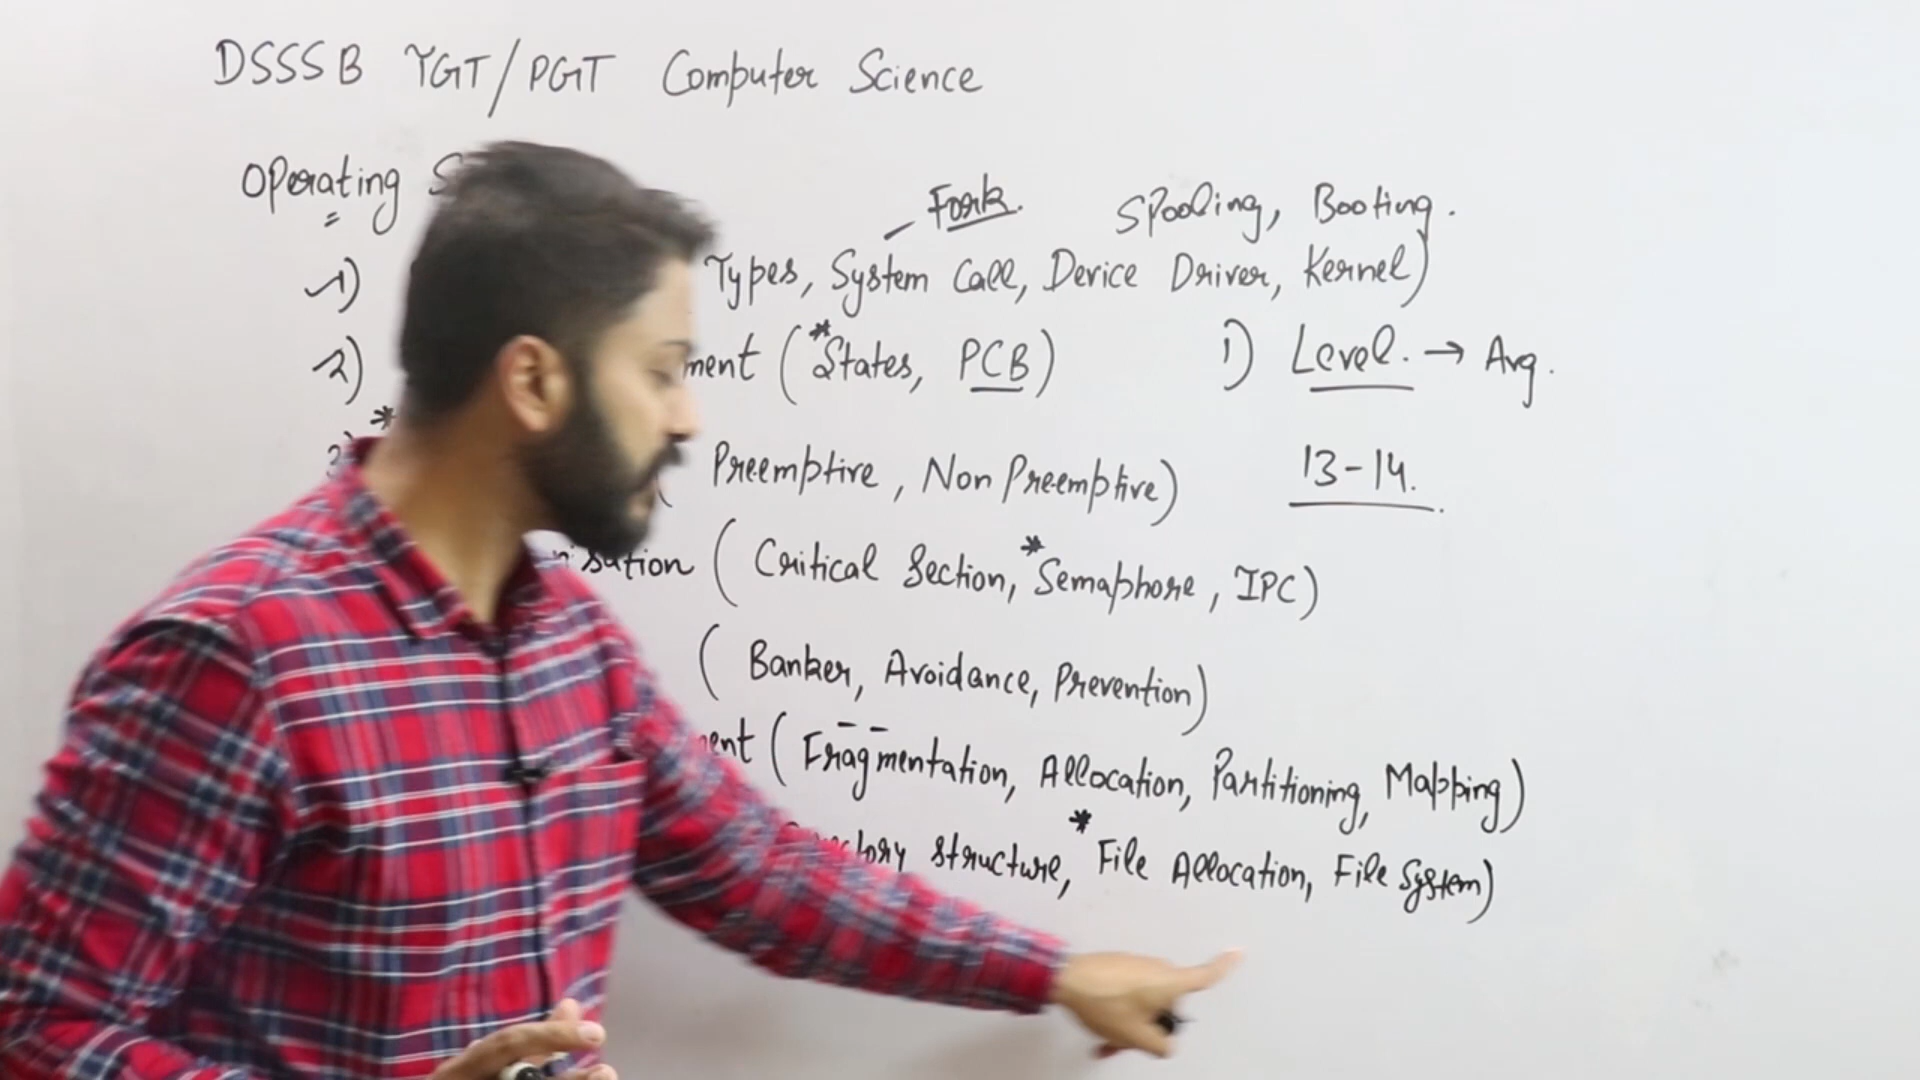 DSSSB TGT/PGT Computer Science
Operating S
Fork. Spooling, Booting.
1) Types, System Call, Device Driver, Kernel)
2) ment (*States, PCB) 1) Level. → Avg.
3) * Preemptive, Non Preemptive) 13-14.
isation (Critical Section, *Semaphore, IPC)
(Banker, Avoidance, Prevention)
ment (Fragmentation, Allocation, Partitioning, Mapping)
ctory structure, *File Allocation, File System)